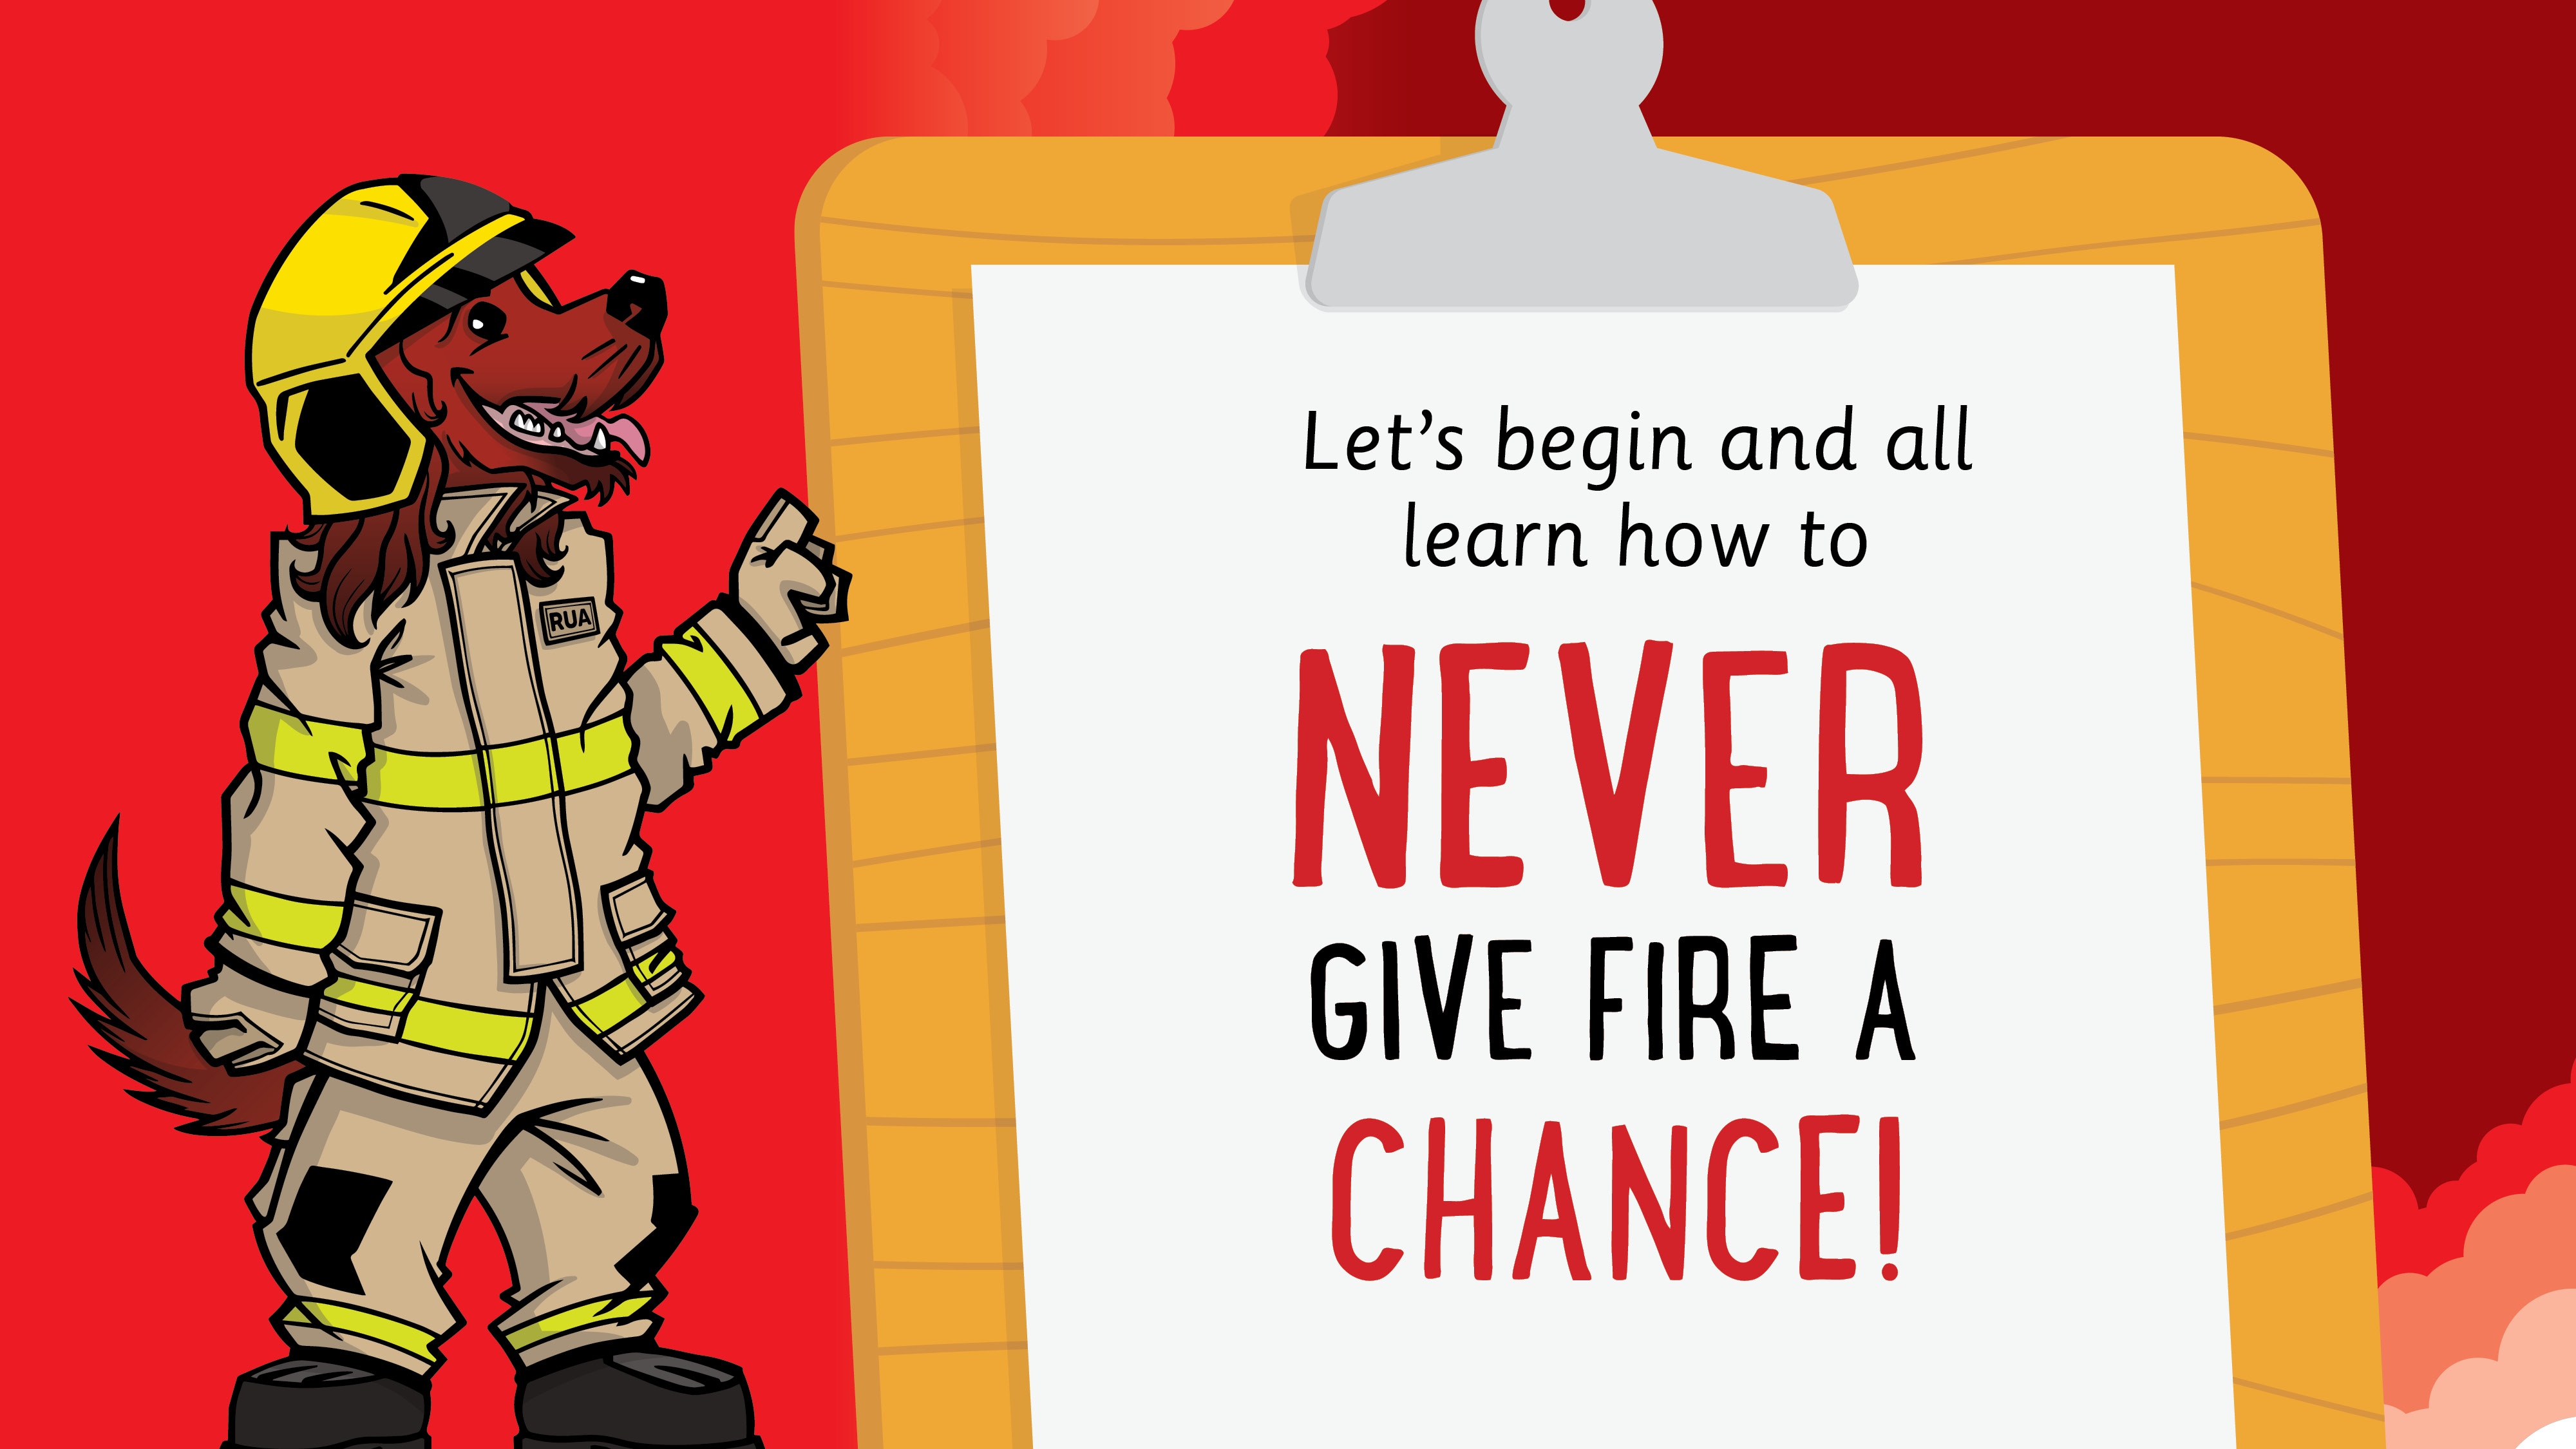 RUA
Let's begin and all
learn how to
NEVER
GIVE FIRE A
CHANCE!